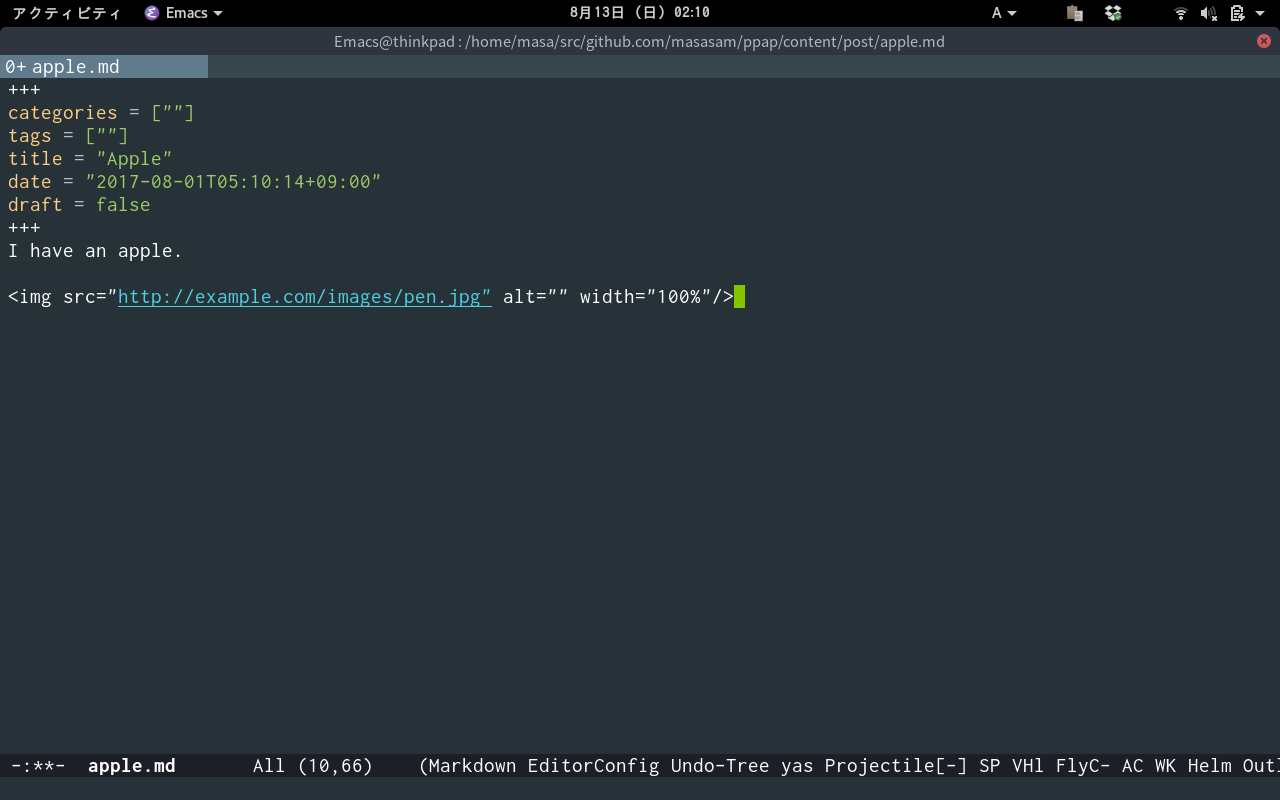 アクティビティ Emacs 8月13日 (日) 02:10 A
Emacs@thinkpad : /home/masa/src/github.com/masasam/ppap/content/post/apple.md
0+ apple.md
+++
categories = [""]
tags = [""]
title = "Apple"
date = "2017-08-01T05:10:14+09:00"
draft = false
+++
I have an apple.
<img src="http://example.com/images/pen.jpg" alt="" width="100%"/>
-:**- apple.md All (10,66) (Markdown EditorConfig Undo-Tree yas Projectile[-] SP VHl FlyC- AC WK Helm Outl